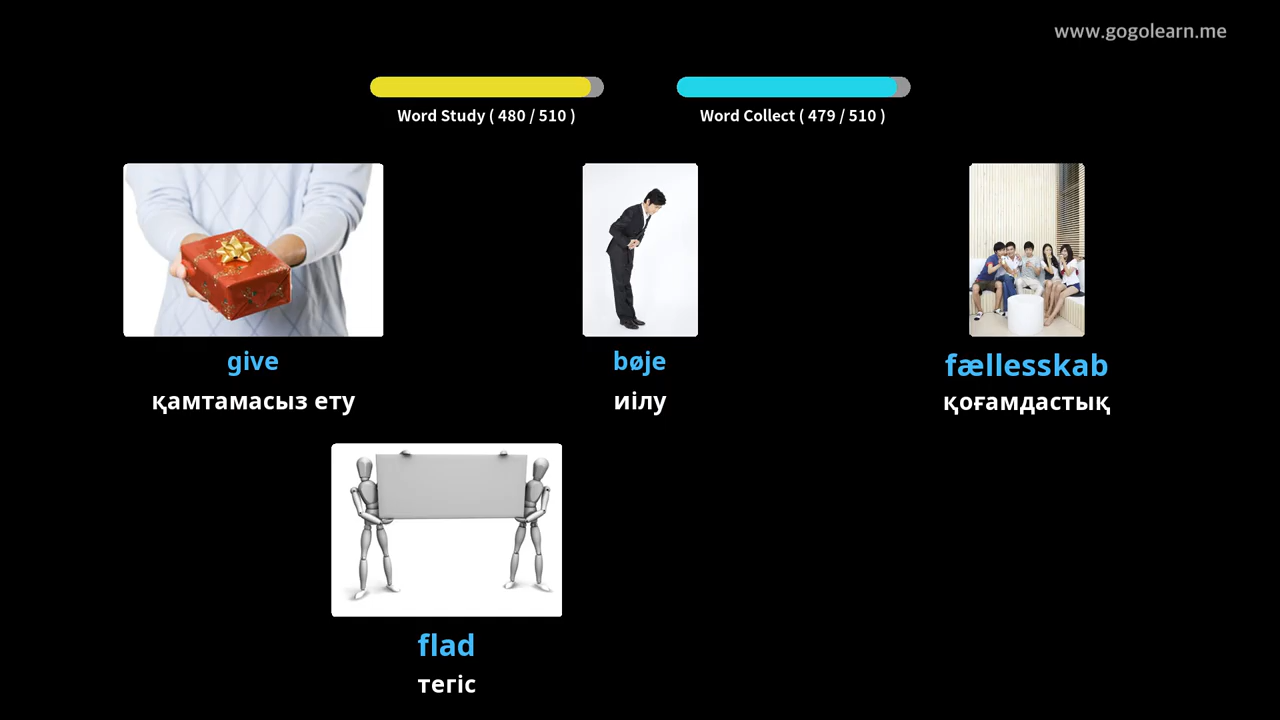 www.gogolearn.me
Word Study ( 480 / 510 )
Word Collect ( 479 / 510 )
give
қамтамасыз ету
bøje
иілу
fællesskab
қоғамдастық
flad
тегіс